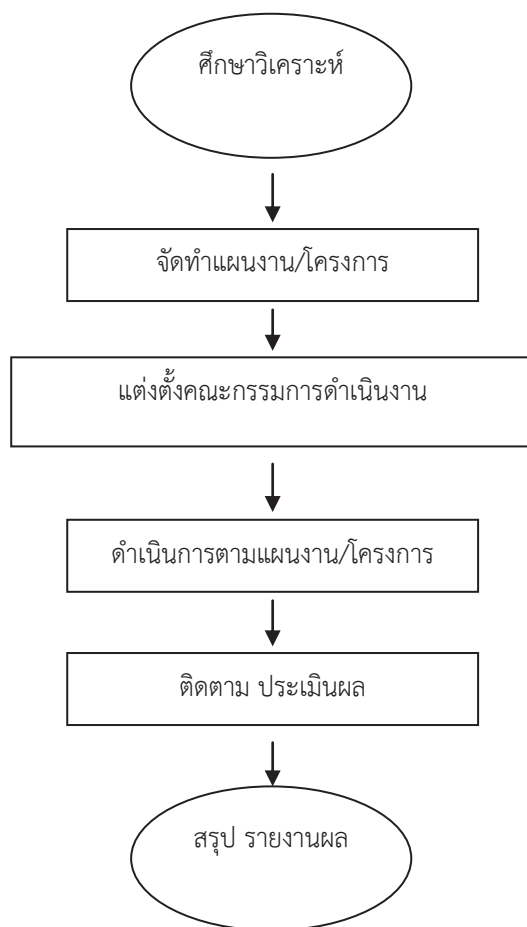 ศึกษาวิเคราะห์
จัดทำแผนงาน/โครงการ
แต่งตั้งคณะกรรมการดำเนินงาน
ดำเนินการตามแผนงาน/โครงการ
ติดตาม ประเมินผล
สรุป รายงานผล